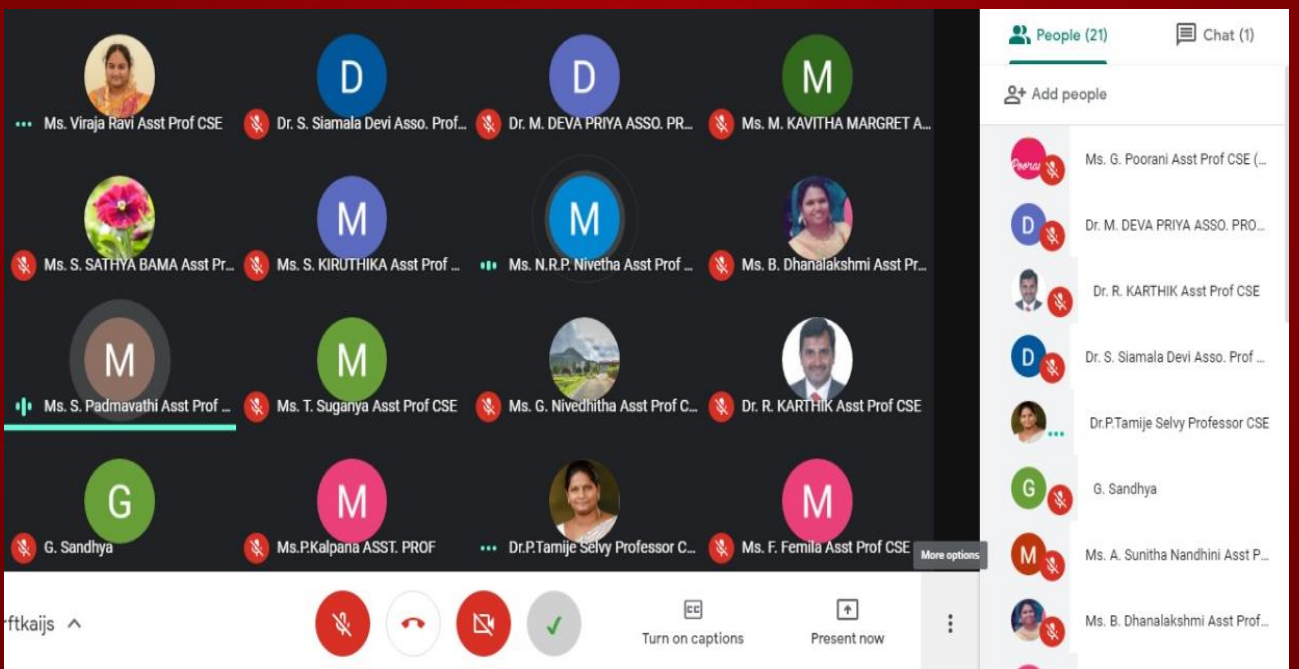 D
D
M
Ms. Viraja Ravi Asst Prof CSE
Dr. S. Siamala Devi Asso. Prof...
Dr. M. DEVA PRIYA ASSO. PR...
Ms. M. KAVITHA MARGRET A...
M
M
Ms. S. SATHYA BAMA Asst Pr...
Ms. S. KIRUTHIKA Asst Prof ...
Ms. N.R.P. Nivetha Asst Prof ...
Ms. B. Dhanalakshmi Asst Pr...
M
M
Ms. S. Padmavathi Asst Prof ...
Ms. T. Suganya Asst Prof CSE
Ms. G. Nivedhitha Asst Prof C...
Dr. R. KARTHIK Asst Prof CSE
G
M
M
G. Sandhya
Ms.P.Kalpana ASST. PROF
Dr.P.Tamije Selvy Professor C...
Ms. F. Femila Asst Prof CSE
More options
rftkaijs
CC
Turn on captions
Present now
People (21)
Chat (1)
Add people
Ms. G. Poorani Asst Prof CSE (...
D
Dr. M. DEVA PRIYA ASSO. PRO...
Dr. R. KARTHIK Asst Prof CSE
D
Dr. S. Siamala Devi Asso. Prof ...
Dr.P.Tamije Selvy Professor CSE
G
G. Sandhya
M
Ms. A. Sunitha Nandhini Asst P...
Ms. B. Dhanalakshmi Asst Prof...